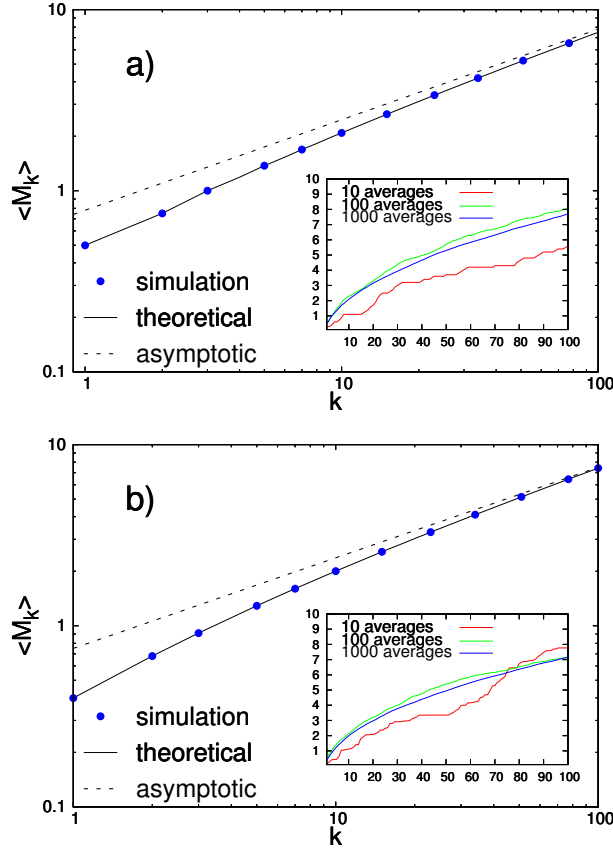 10
a)
<M_k>
1
0.1
simulation
theoretical
asymptotic
1 10 100
k
10 averages
100 averages
1000 averages
10
9
8
7
6
5
4
3
2
1
10 20 30 40 50 60 70 80 90 100
10
b)
<M_k>
1
0.1
simulation
theoretical
asymptotic
1 10 100
k
10 averages
100 averages
1000 averages
10
9
8
7
6
5
4
3
2
1
10 20 30 40 50 60 70 80 90 100